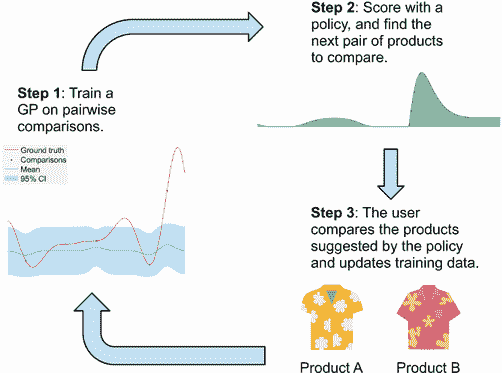 Step 1: Train a
GP on pairwise
comparisons.
Ground truth
Comparisons
Mean
95% CI
Step 2: Score with a
policy, and find the
next pair of products
to compare.
Step 3: The user
compares the products
suggested by the policy
and updates training data.
Product A
Product B